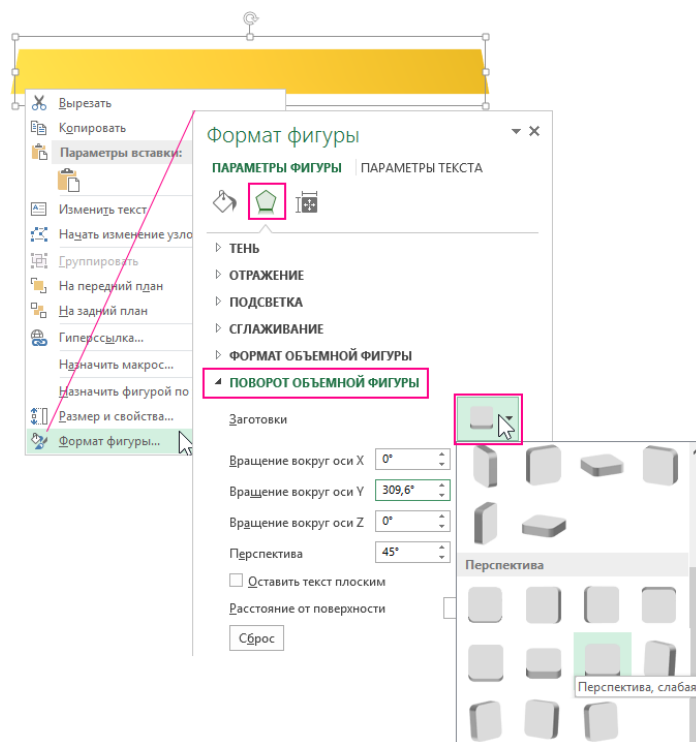 Вырезать
Копировать
Параметры вставки:
Изменить текст
Начать изменение узло
Группировать
На передний план
На задний план
Гиперссылка...
Назначить макрос...
Назначить фигурой по
Размер и свойства...
Формат фигуры...
Формат фигуры
ПАРАМЕТРЫ ФИГУРЫ ПАРАМЕТРЫ ТЕКСТА
ТЕНЬ
ОТРАЖЕНИЕ
ПОДСВЕТКА
СГЛАЖИВАНИЕ
ФОРМАТ ОБЪЕМНОЙ ФИГУРЫ
ПОВОРОТ ОБЪЕМНОЙ ФИГУРЫ
Заготовки
Вращение вокруг оси X 0°
Вращение вокруг оси Y 309,6°
Вращение вокруг оси Z 0°
Перспектива 45°
Оставить текст плоским
Расстояние от поверхности
Сброс
Перспектива
Перспектива, слабая